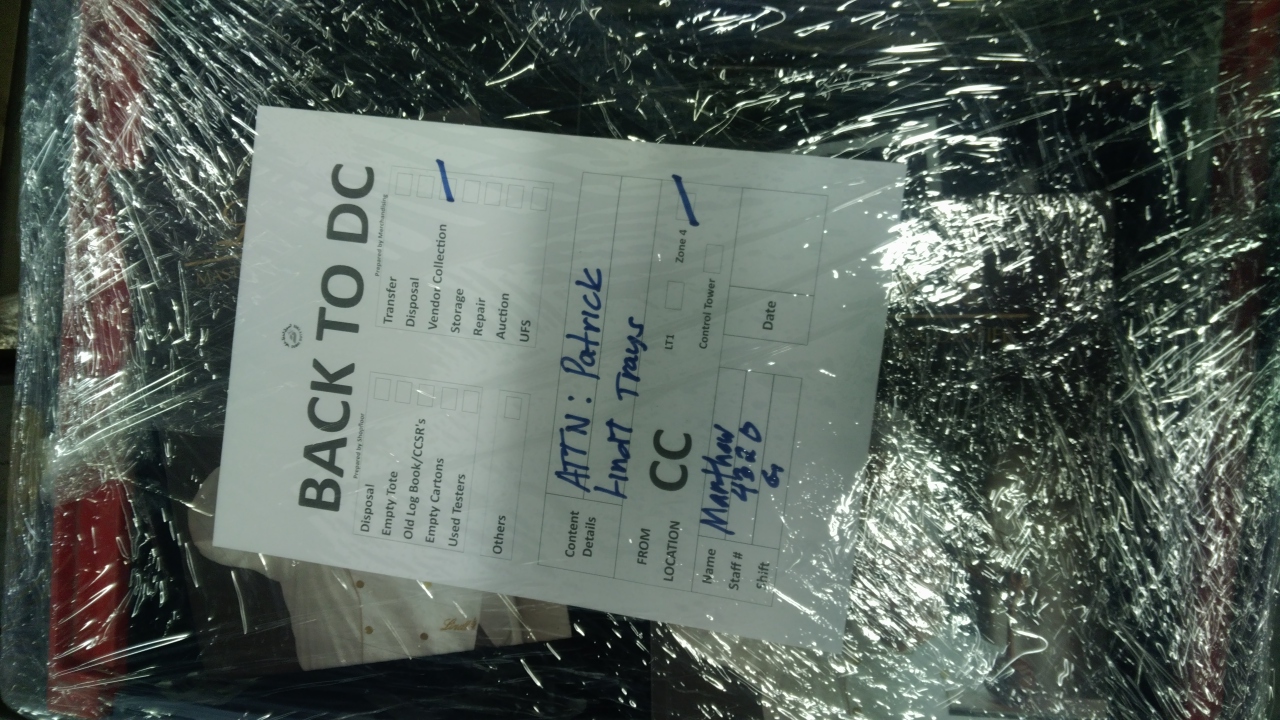 BACK TO DC
Prepared by Shopfloor
Disposal
Empty Tote
Old Log Book/CCSR's
Empty Cartons
Used Testers
Others
Prepared by Merchandising
Transfer
Disposal
Vendor Collection
Storage
Repair
Auction
UFS
Content Details
ATTN : Patrick
Lindt Trays
FROM LOCATION
CC
LT1
Zone 4
Control Tower
Name
Manthew
Staff #
4820
Shift
G
Date